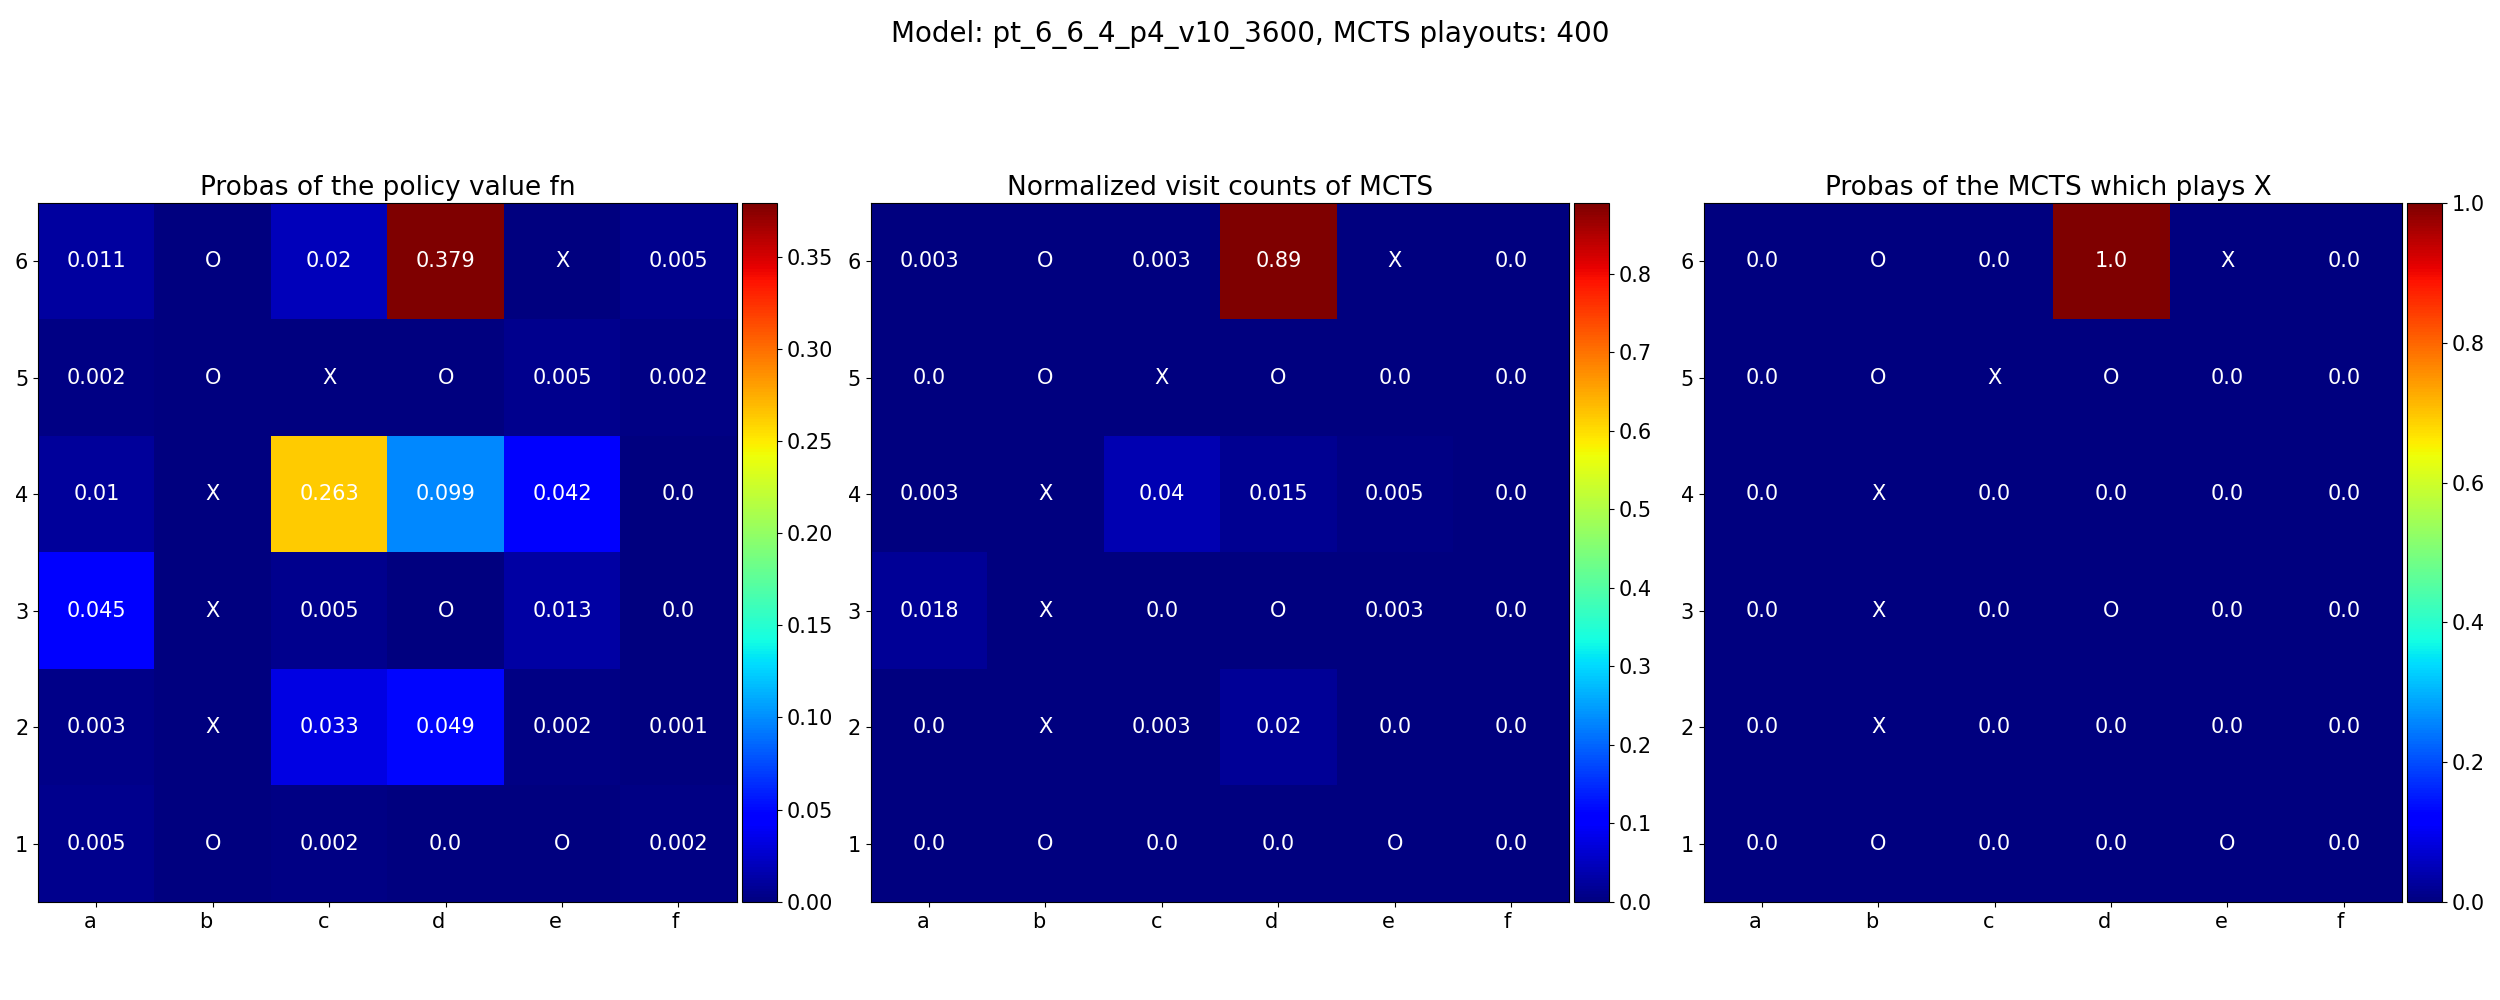 Model: pt_6_6_4_p4_v10_3600, MCTS playouts: 400
Probas of the policy value fn
6 0.011 O 0.02 0.379 X 0.005
5 0.002 O X O 0.005 0.002
4 0.01 X 0.263 0.099 0.042 0.0
3 0.045 X 0.005 O 0.013 0.0
2 0.003 X 0.033 0.049 0.002 0.001
1 0.005 O 0.002 0.0 O 0.002
a b c d e f
0.35
0.30
0.25
0.20
0.15
0.10
0.05
0.00
Normalized visit counts of MCTS
6 0.003 O 0.003 0.89 X 0.0
5 0.0 O X O 0.0 0.0
4 0.003 X 0.04 0.015 0.005 0.0
3 0.018 X 0.0 O 0.003 0.0
2 0.0 X 0.003 0.02 0.0 0.0
1 0.0 O 0.0 0.0 O 0.0
a b c d e f
0.8
0.7
0.6
0.5
0.4
0.3
0.2
0.1
0.0
Probas of the MCTS which plays X
6 0.0 O 0.0 1.0 X 0.0
5 0.0 O X O 0.0 0.0
4 0.0 X 0.0 0.0 0.0 0.0
3 0.0 X 0.0 O 0.0 0.0
2 0.0 X 0.0 0.0 0.0 0.0
1 0.0 O 0.0 0.0 O 0.0
a b c d e f
1.0
0.8
0.6
0.4
0.2
0.0